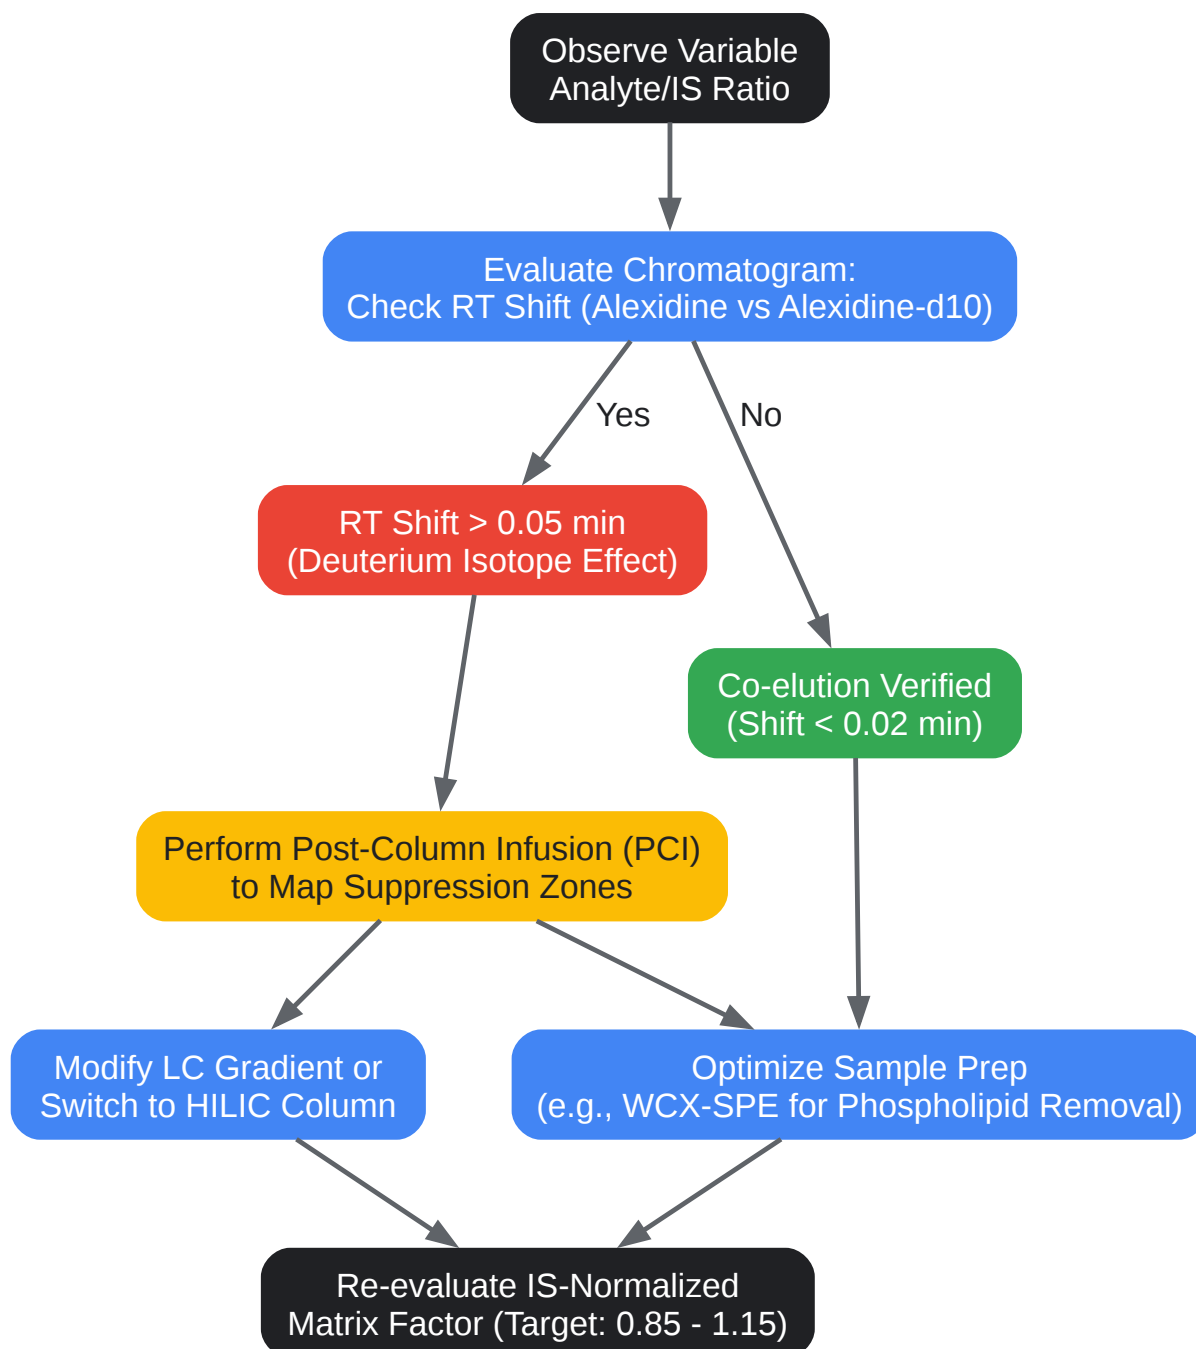 Observe Variable
Analyte/IS Ratio
Evaluate Chromatogram:
Check RT Shift (Alexidine vs Alexidine-d10)
Yes
No
RT Shift > 0.05 min
(Deuterium Isotope Effect)
Co-elution Verified
(Shift < 0.02 min)
Perform Post-Column Infusion (PCI)
to Map Suppression Zones
Modify LC Gradient or
Switch to HILIC Column
Optimize Sample Prep
(e.g., WCX-SPE for Phospholipid Removal)
Re-evaluate IS-Normalized
Matrix Factor (Target: 0.85 - 1.15)